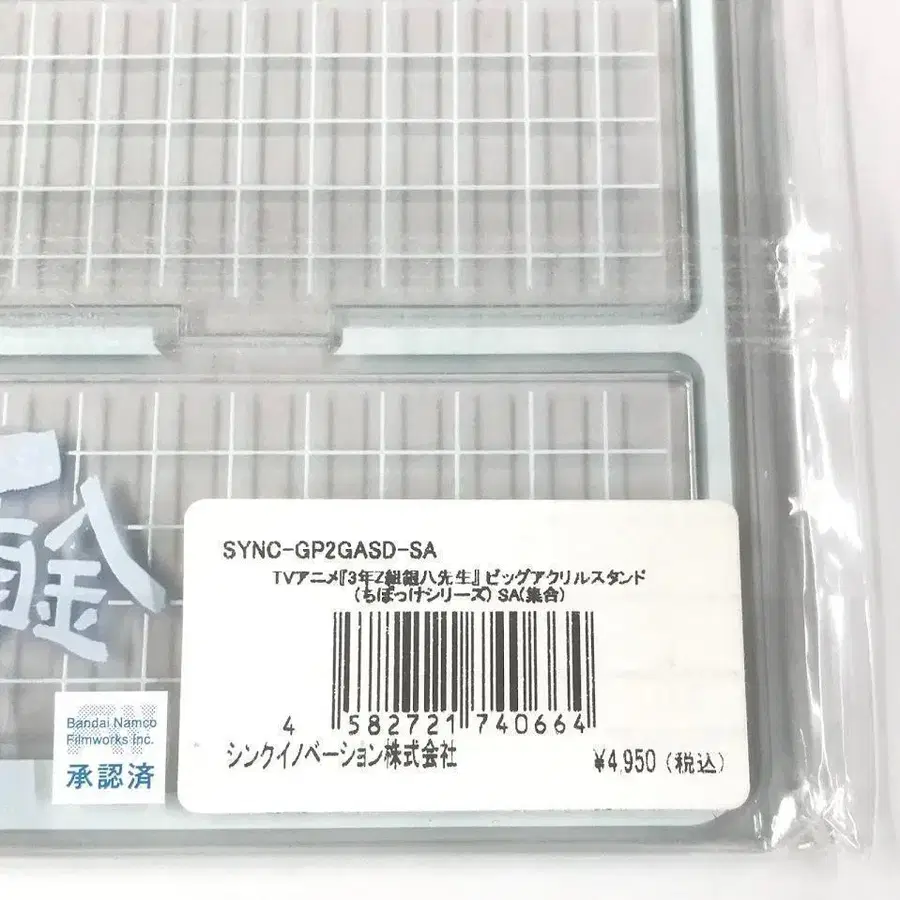 SYNC-GP2GASD-SA
TVアニメ『3年Z組銀八先生』 ビッグアクリルスタンド
(ちぽっけシリーズ) SA(集合)
4 582721 740664
シンクイノベーション株式会社
¥4,950 (税込)
Bandai Namco
Filmworks Inc.
承認済